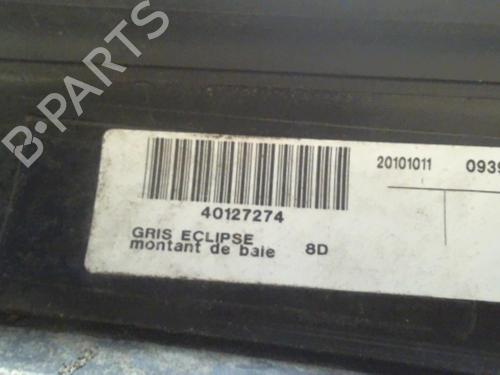 B-PARTS
20101011 0939
40127274
GRIS ECLIPSE
montant de baie 8D